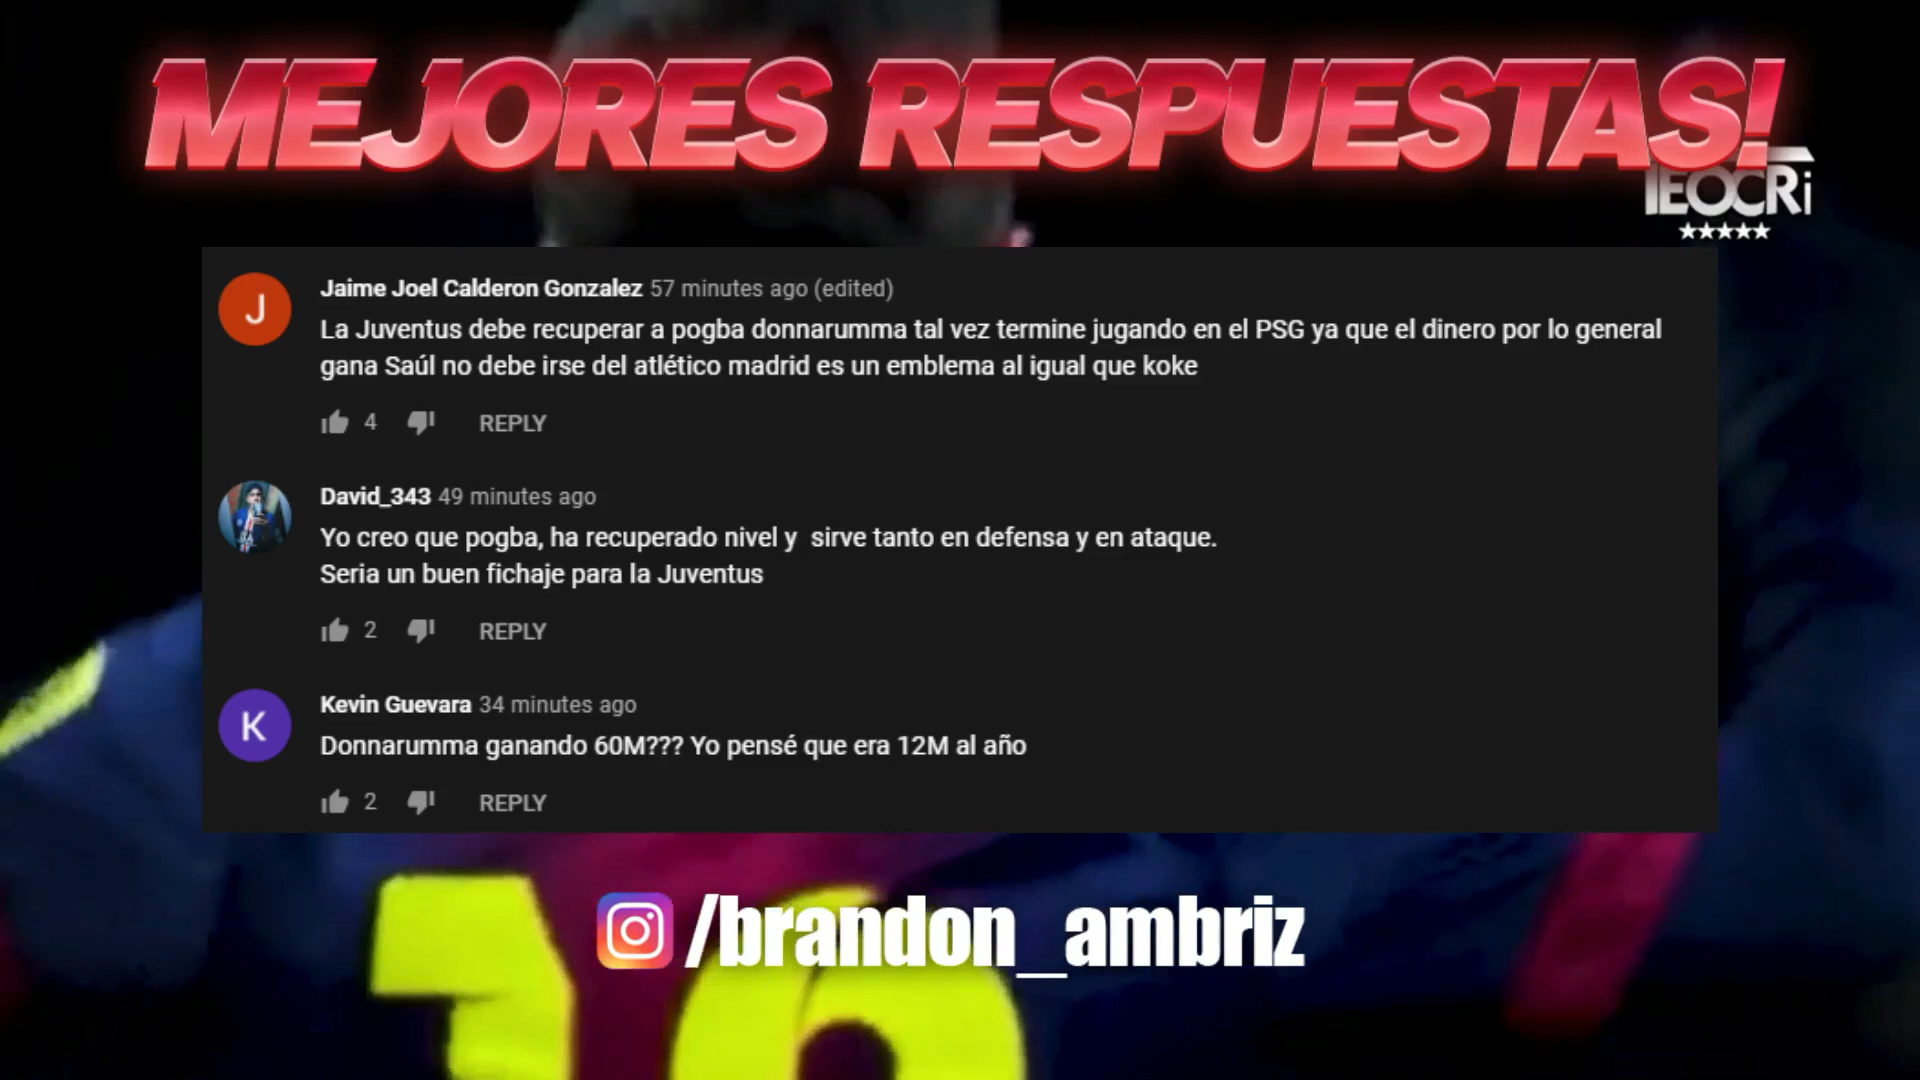 MEJORES RESPUESTAS!
IEOCRi
★★★★★
J
Jaime Joel Calderon Gonzalez 57 minutes ago (edited)
La Juventus debe recuperar a pogba donnarumma tal vez termine jugando en el PSG ya que el dinero por lo general
gana Saúl no debe irse del atlético madrid es un emblema al igual que koke
4 REPLY
David_343 49 minutes ago
Yo creo que pogba, ha recuperado nivel y  sirve tanto en defensa y en ataque.
Seria un buen fichaje para la Juventus
2 REPLY
K
Kevin Guevara 34 minutes ago
Donnarumma ganando 60M??? Yo pensé que era 12M al año
2 REPLY
/brandon_ambriz
10